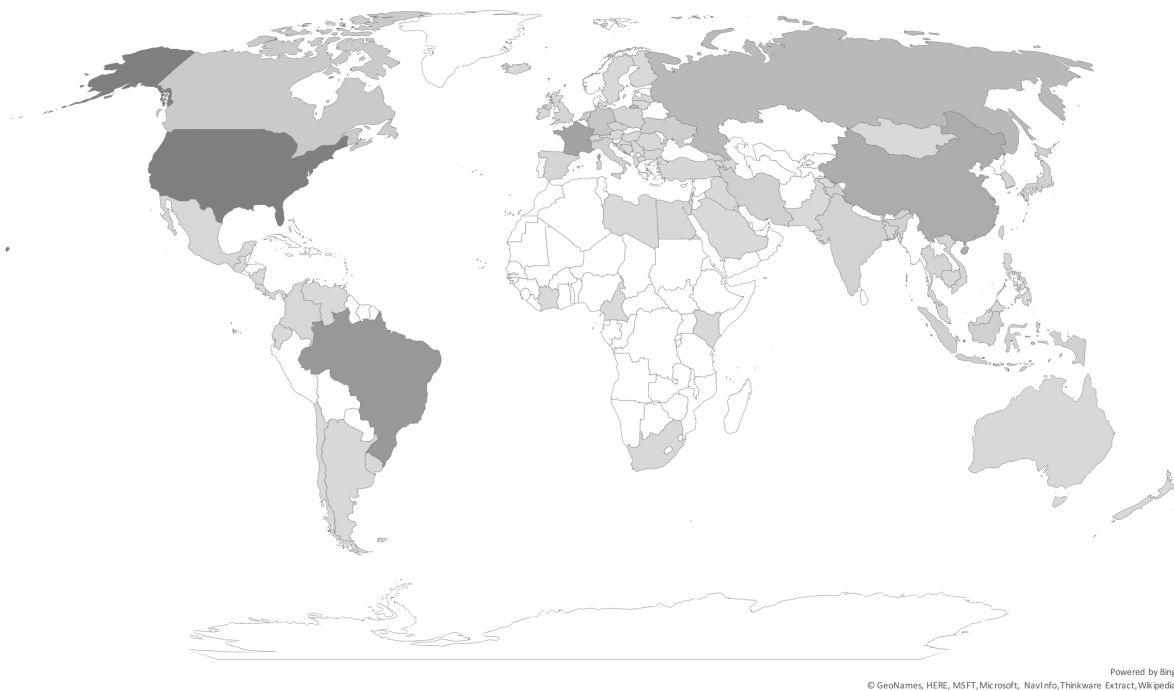 Powered by Bing
© GeoNames, HERE, MSFT, Microsoft, NavInfo, Thinkware Extract, Wikipedia